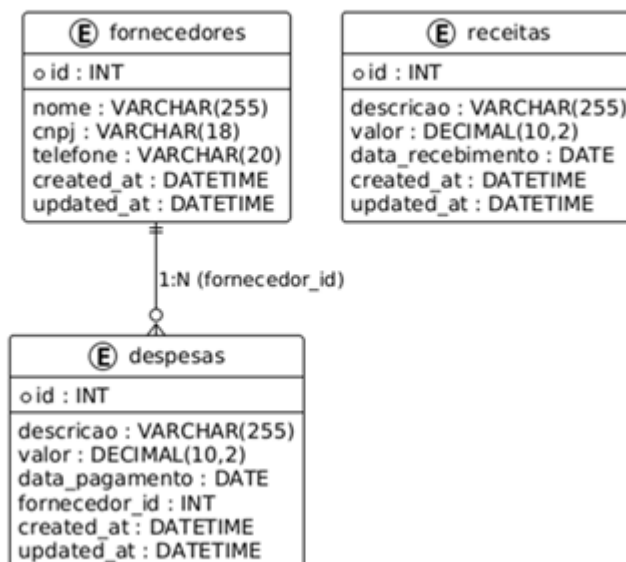 E fornecedores
id : INT
nome : VARCHAR(255)
cnpj : VARCHAR(18)
telefone : VARCHAR(20)
created_at : DATETIME
updated_at : DATETIME
E receitas
id : INT
descricao : VARCHAR(255)
valor : DECIMAL(10,2)
data_recebimento : DATE
created_at : DATETIME
updated_at : DATETIME
1:N (fornecedor_id)
E despesas
id : INT
descricao : VARCHAR(255)
valor : DECIMAL(10,2)
data_pagamento : DATE
fornecedor_id : INT
created_at : DATETIME
updated_at : DATETIME